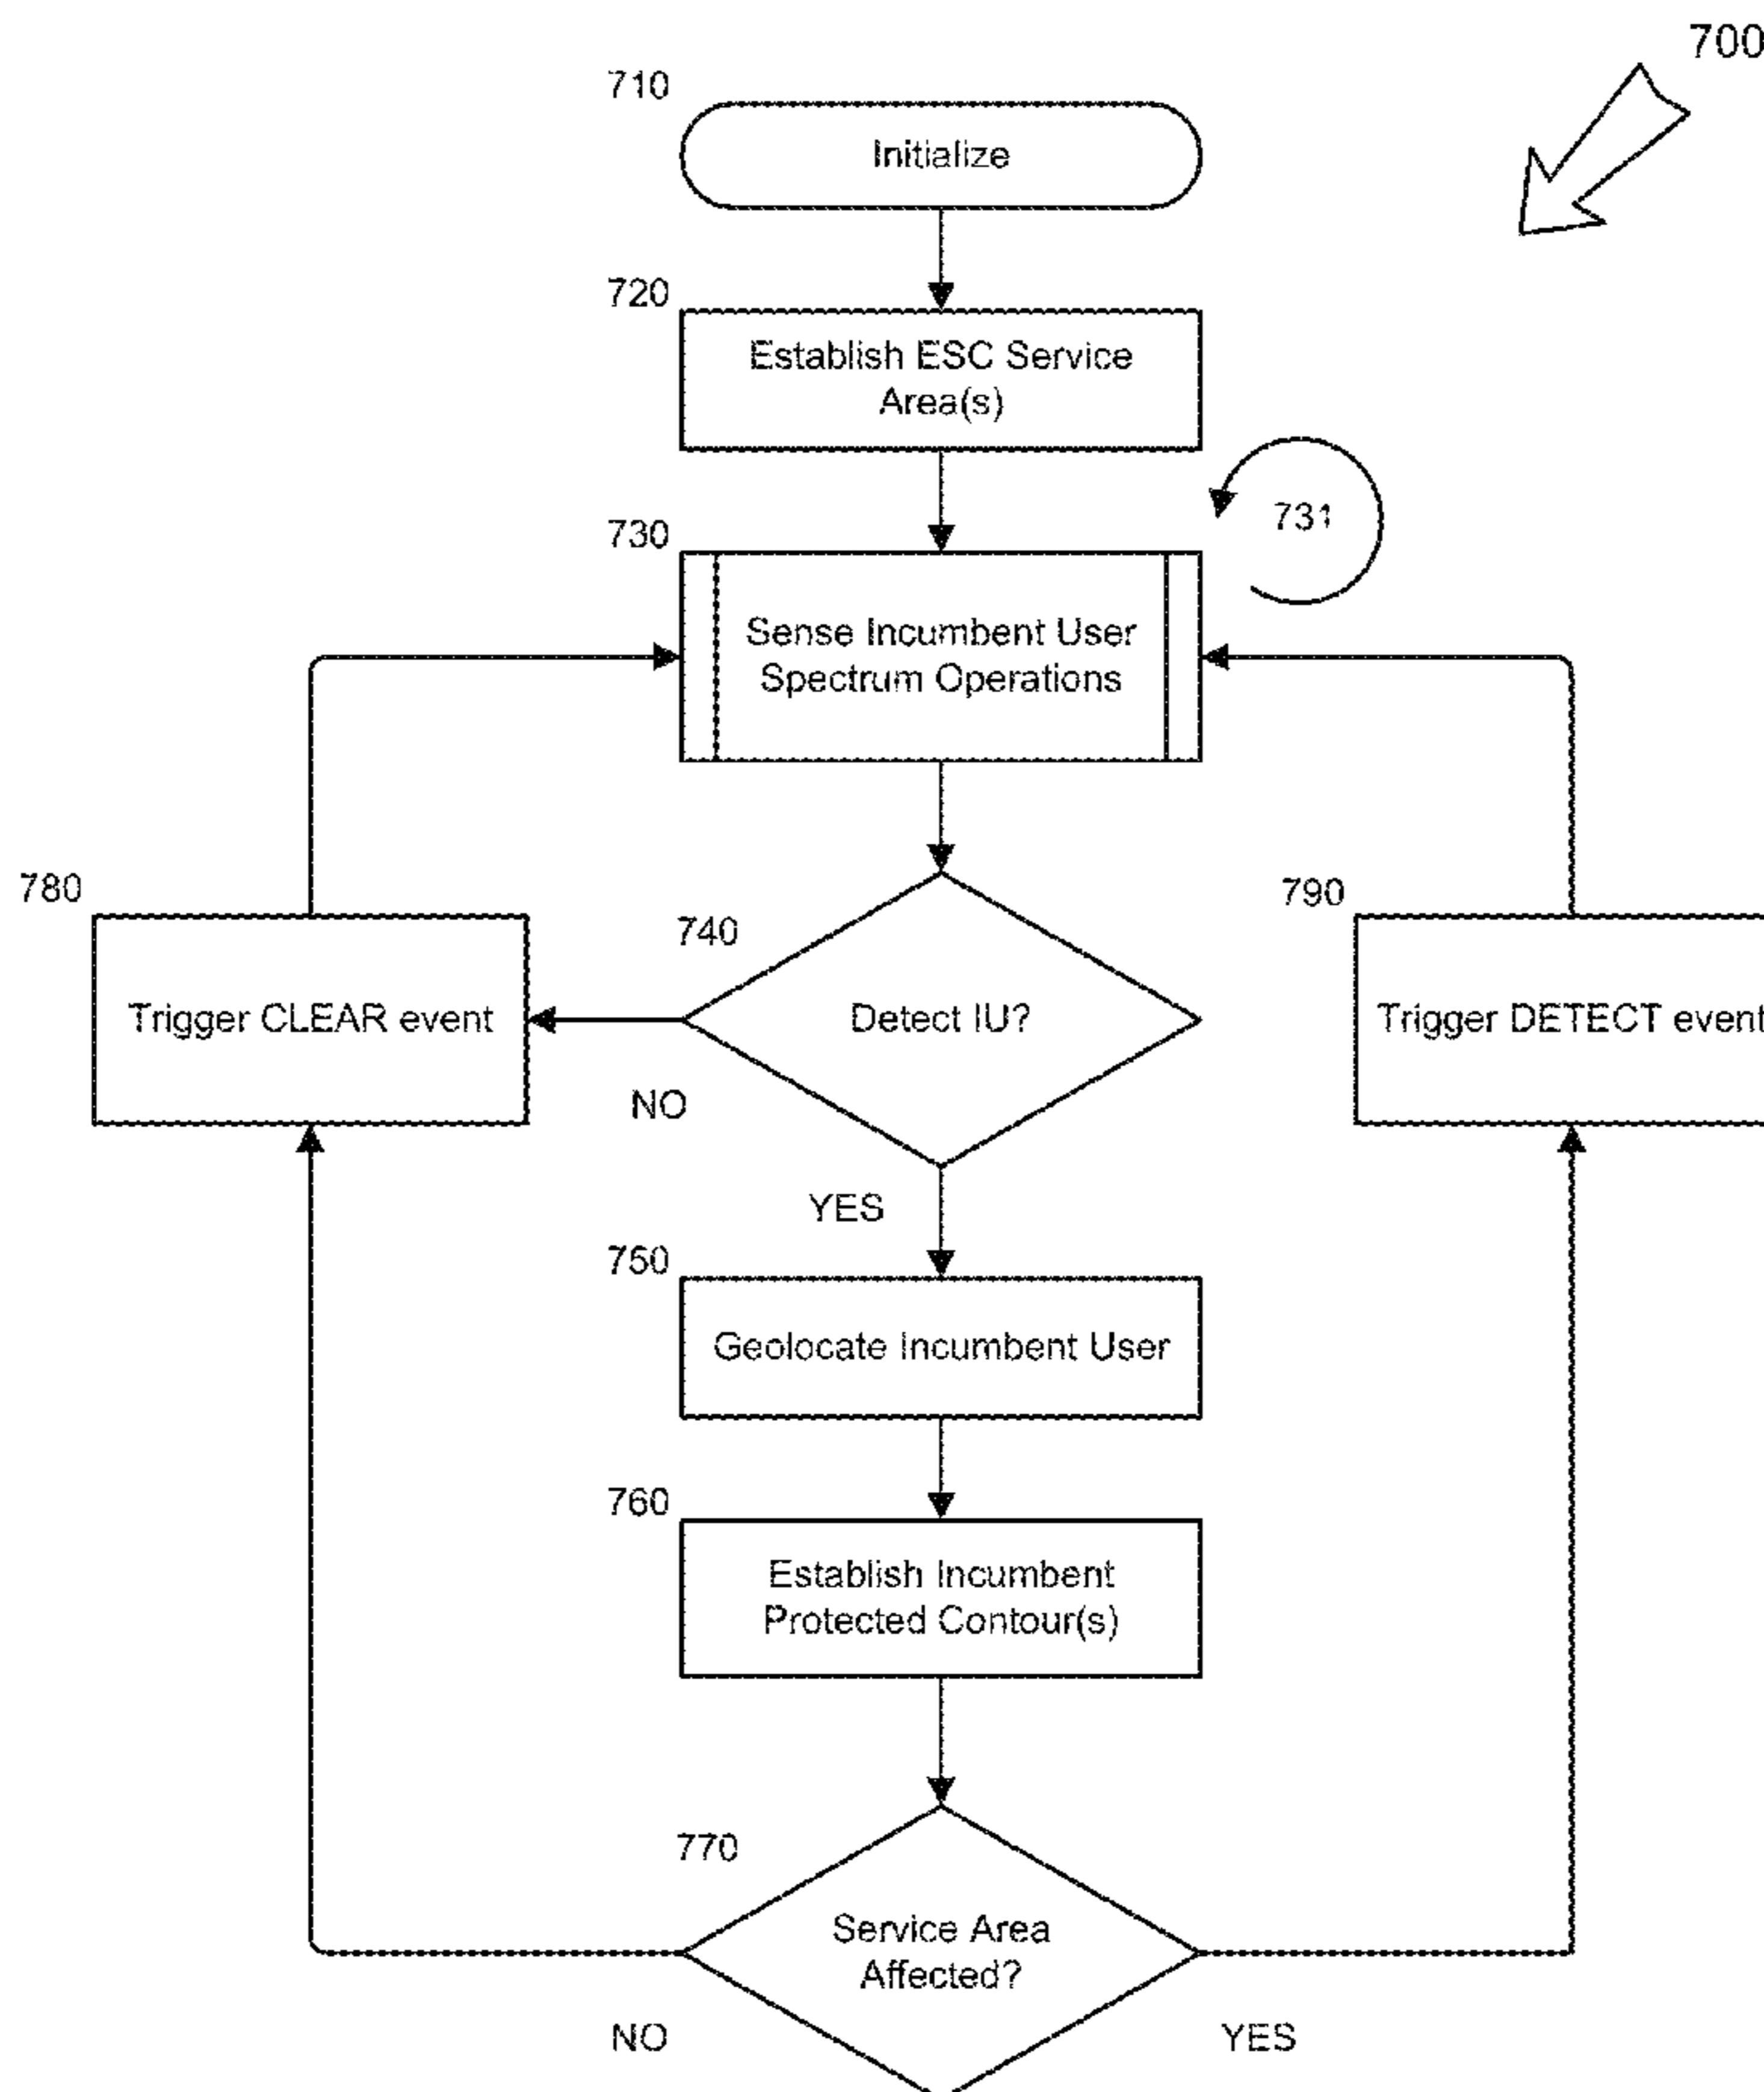 700
710
Initialize
720
Establish ESC Service
Area(s)
730
731
Sense Incumbent User
Spectrum Operations
780
740
790
Trigger CLEAR event
Detect IU?
Trigger DETECT event
NO
YES
750
Geolocate Incumbent User
760
Establish Incumbent
Protected Contour(s)
770
Service Area
Affected?
NO
YES